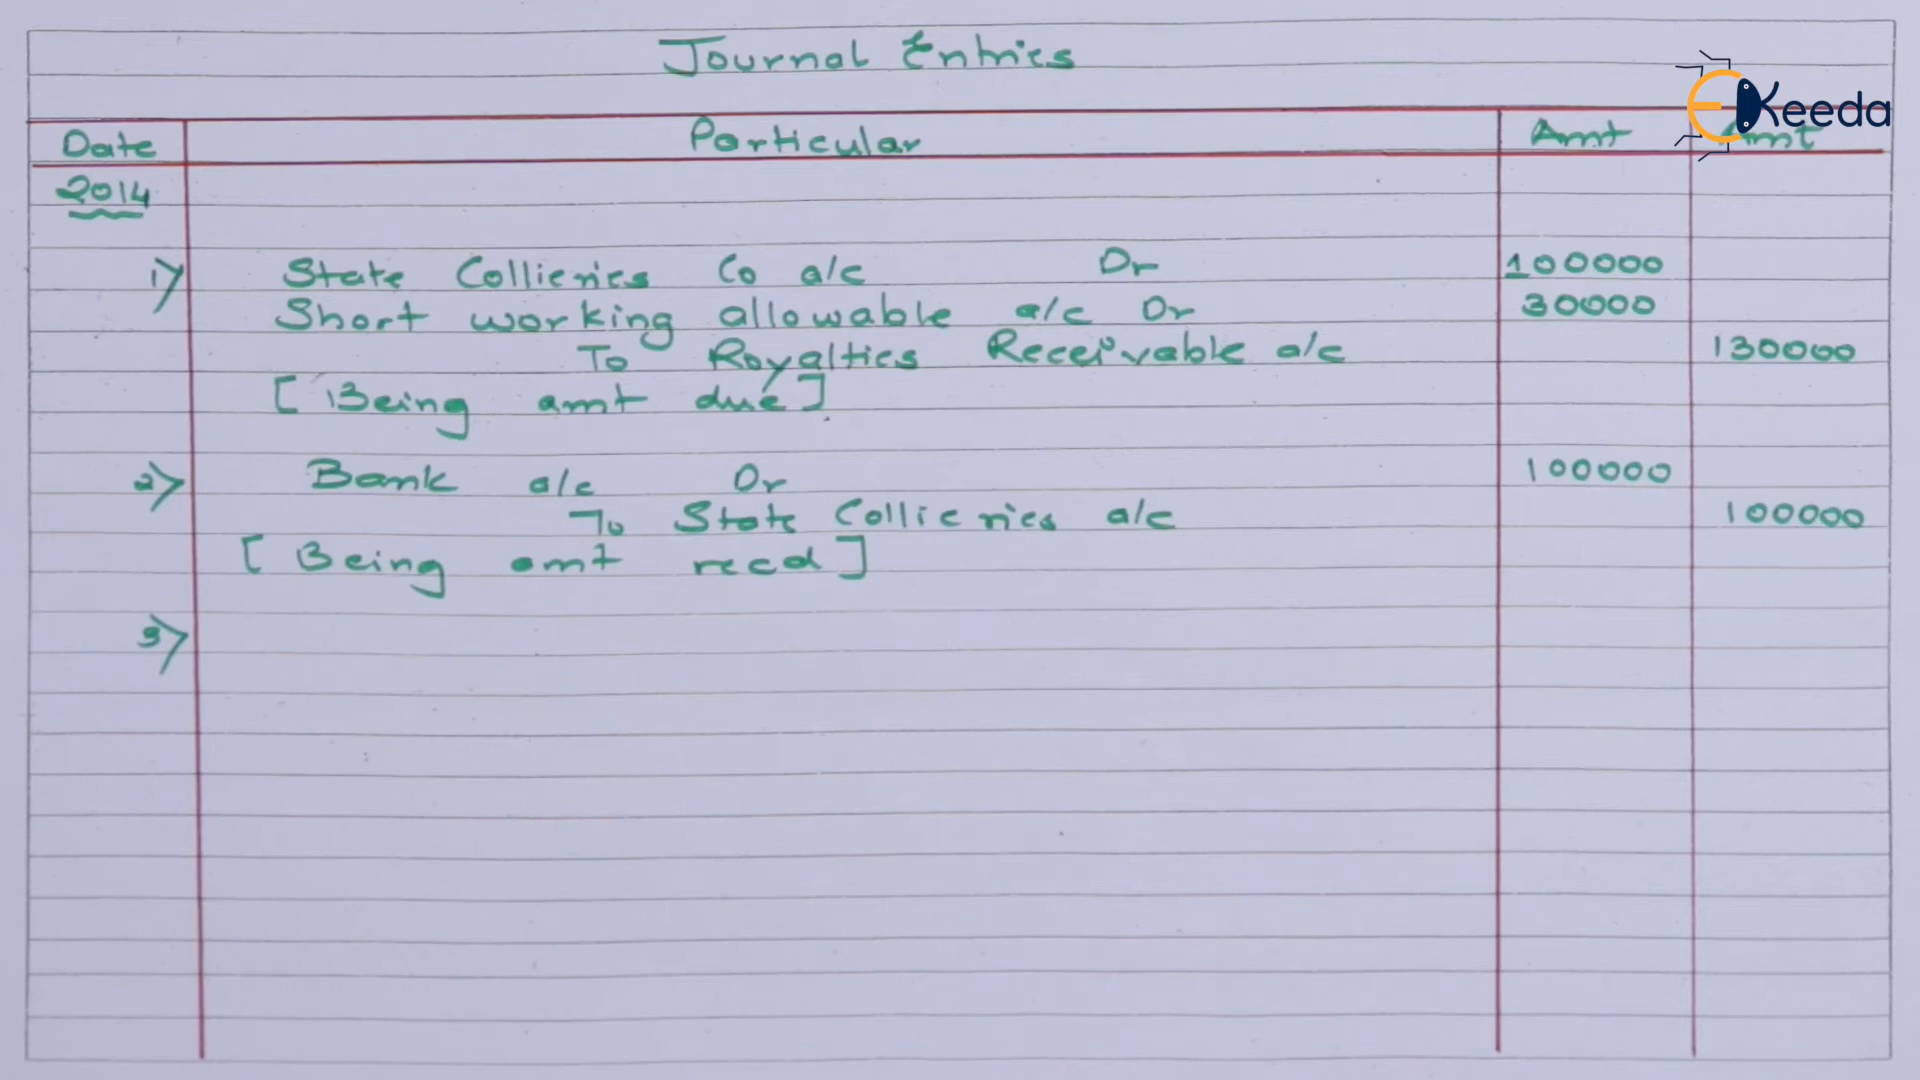 Journal Entries
EKeeda
Date Particular Amt Amt
2014
1) State Collieries Co a/c Dr 100000
Short working allowable a/c Dr 30000
To Royalties Receivable a/c 130000
[Being amt due]
2) Bank a/c Dr 100000
To State Collieries a/c 100000
[Being amt recd]
3)